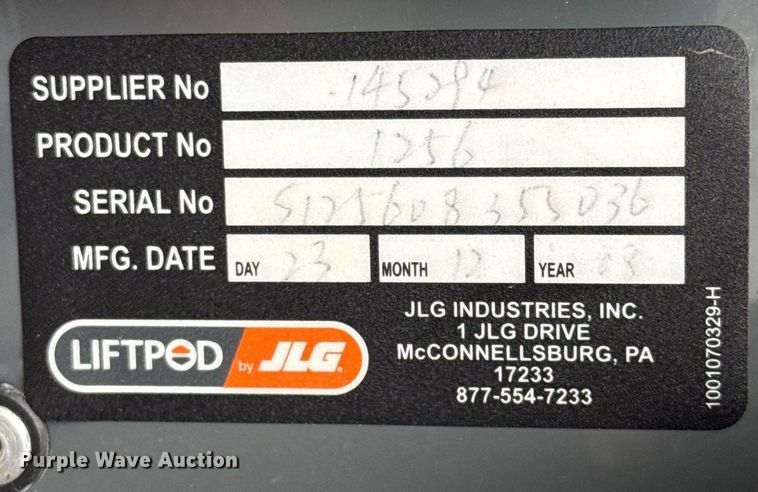 SUPPLIER No 145294
PRODUCT No 1256
SERIAL No S125608353036
MFG. DATE DAY 23 MONTH 12 YEAR 08
LIFTPOD by JLG
JLG INDUSTRIES, INC.
1 JLG DRIVE
McCONNELLSBURG, PA
17233
877-554-7233
1001070329-H
Purple Wave Auction